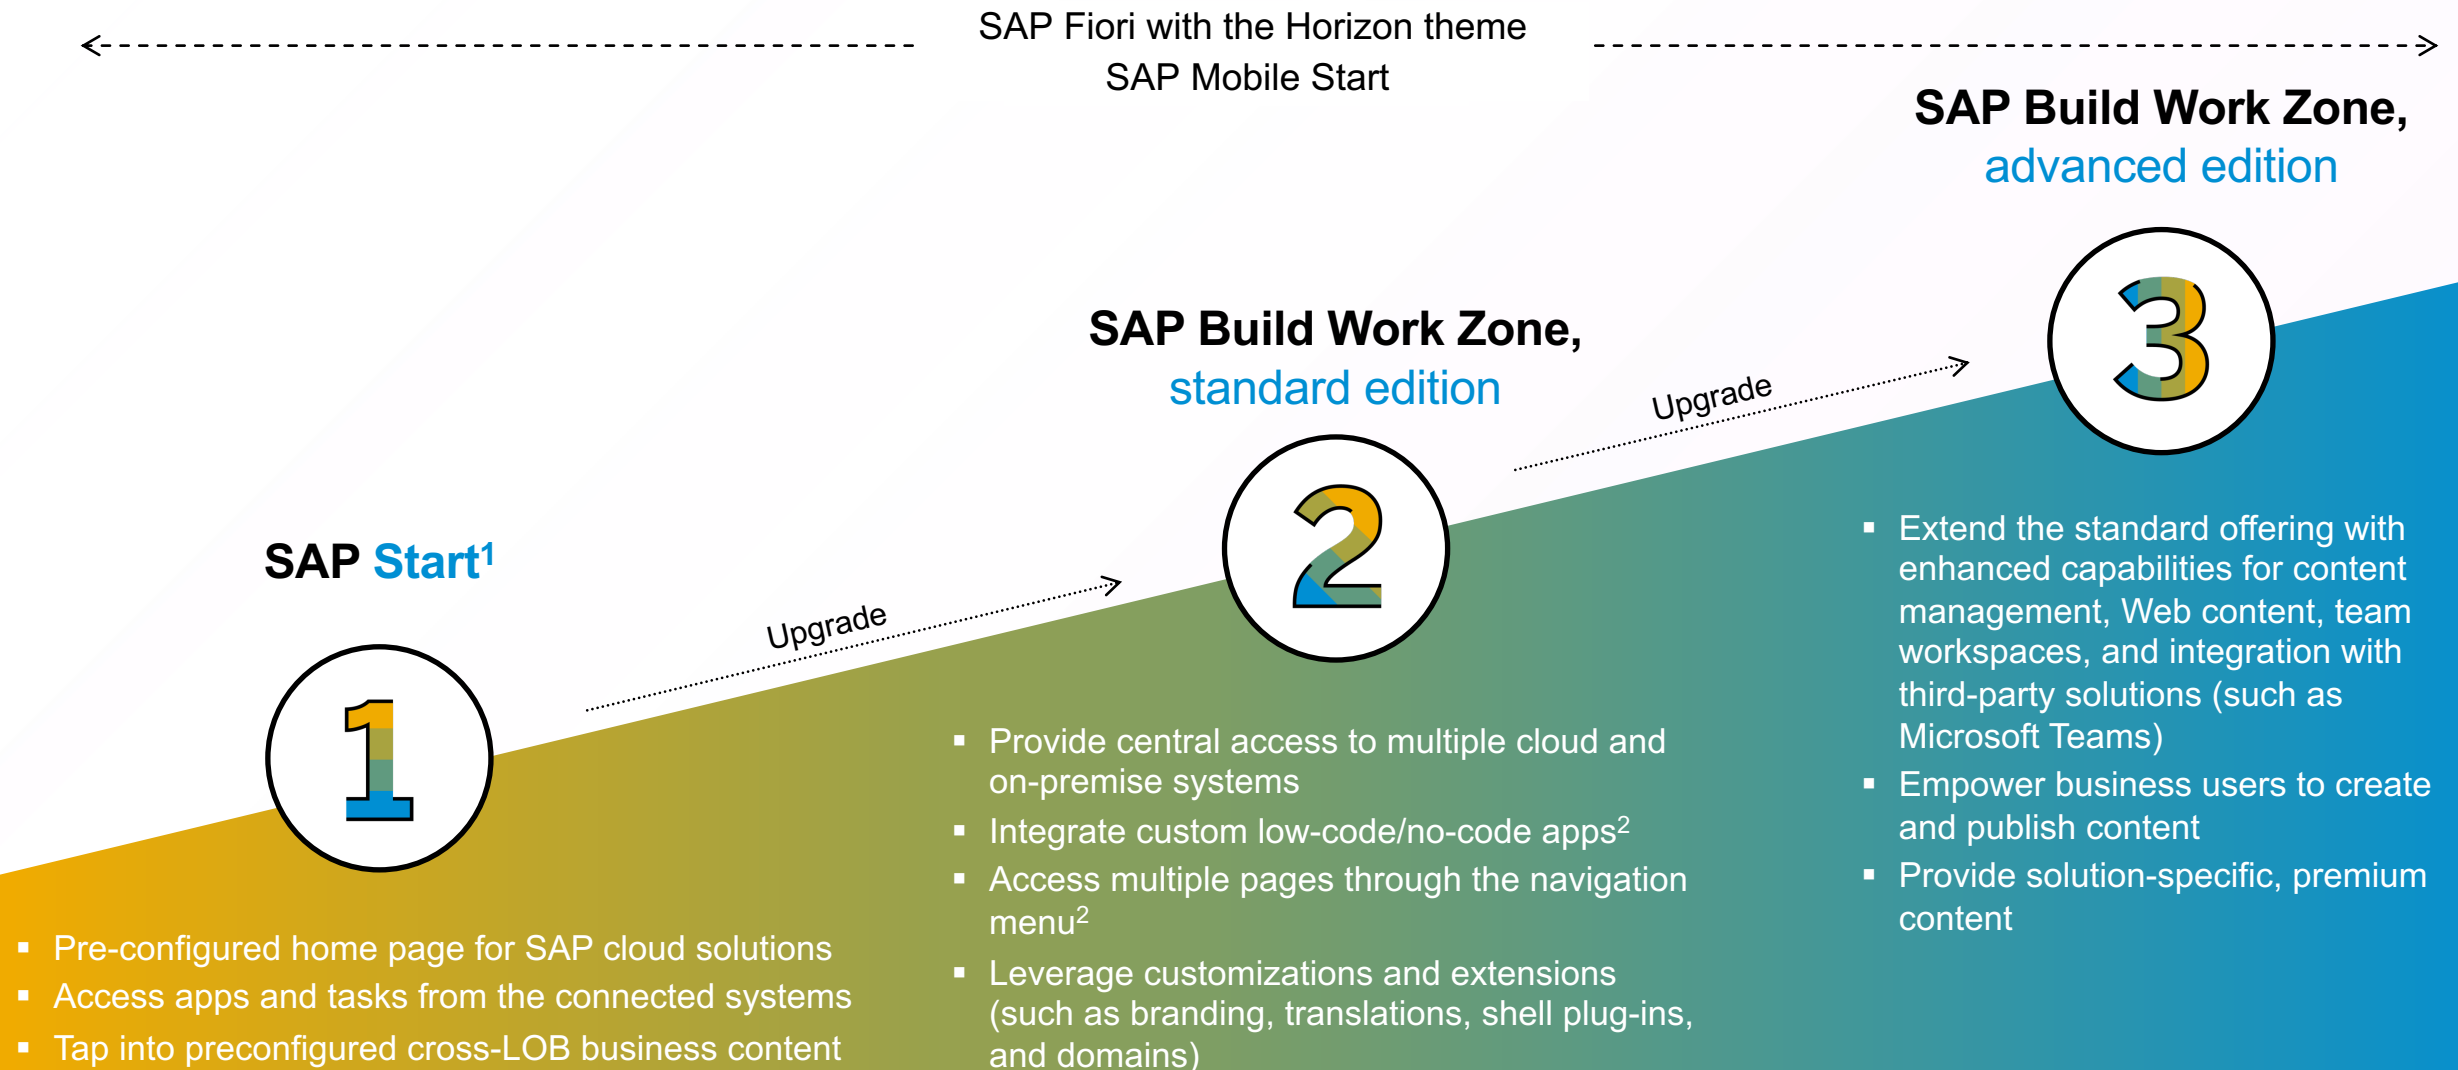 SAP Fiori with the Horizon theme
SAP Mobile Start
SAP Start¹
1
▪ Pre-configured home page for SAP cloud solutions
▪ Access apps and tasks from the connected systems
▪ Tap into preconfigured cross-LOB business content
Upgrade
SAP Build Work Zone,
standard edition
2
▪ Provide central access to multiple cloud and
on-premise systems
▪ Integrate custom low-code/no-code apps²
▪ Access multiple pages through the navigation
menu²
▪ Leverage customizations and extensions
(such as branding, translations, shell plug-ins,
and domains)
Upgrade
SAP Build Work Zone,
advanced edition
3
▪ Extend the standard offering with
enhanced capabilities for content
management, Web content, team
workspaces, and integration with
third-party solutions (such as
Microsoft Teams)
▪ Empower business users to create
and publish content
▪ Provide solution-specific, premium
content